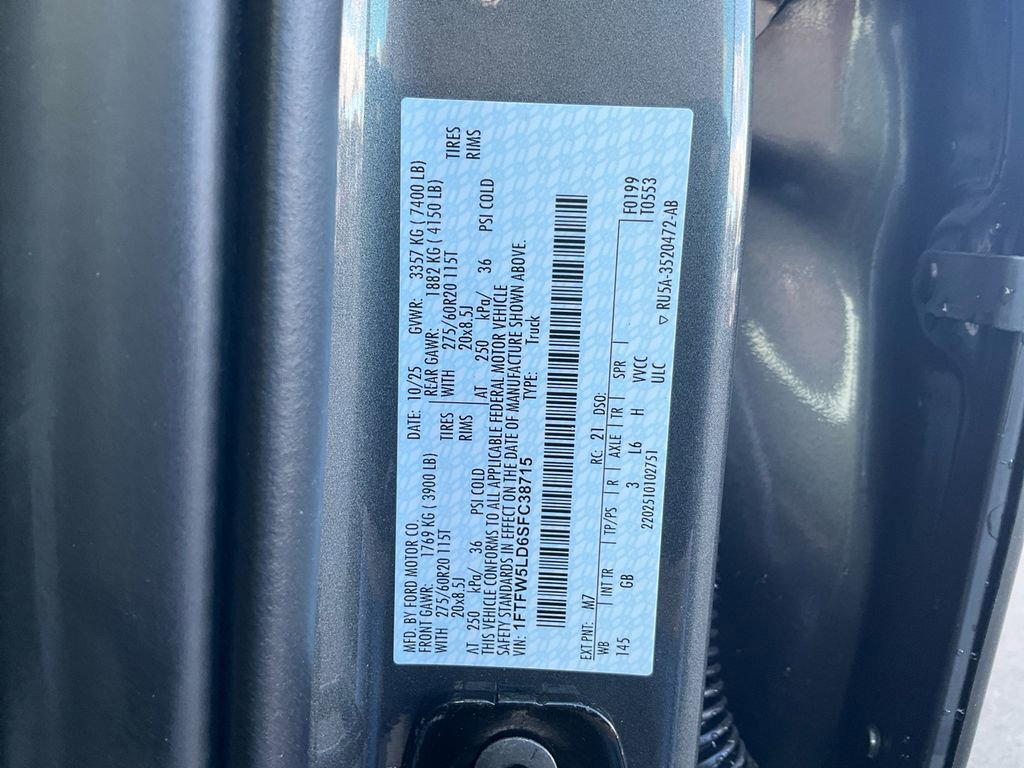 MFD. BY FORD MOTOR CO. DATE: 10/25 GVWR: 3357 KG ( 7400 LB)
FRONT GAWR: 1769 KG ( 3900 LB) REAR GAWR: 1882 KG ( 4150 LB)
WITH 275/60R20 115T TIRES WITH 275/60R20 115T TIRES
20x8.5J RIMS 20x8.5J RIMS
AT 250 kPa/ 36 PSI COLD AT 250 kPa/ 36 PSI COLD
THIS VEHICLE CONFORMS TO ALL APPLICABLE FEDERAL MOTOR VEHICLE
SAFETY STANDARDS IN EFFECT ON THE DATE OF MANUFACTURE SHOWN ABOVE.
VIN: 1FTFW5LD6SFC38715 TYPE: Truck
EXT PNT: M7 RC: 21 DSO: F0199
WB INT TR TP/PS R AXLE TR SPR T0553
145 GB 3 L6 H VWCC
2202510102751 ULC ▽ RU5A-3520472-AB